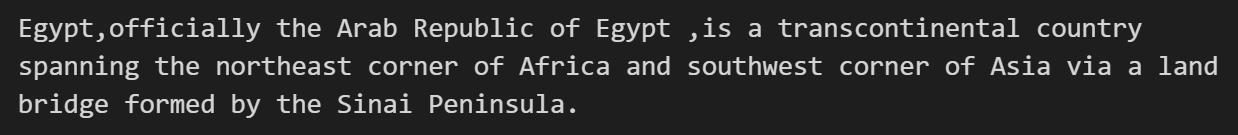 Egypt,officially the Arab Republic of Egypt ,is a transcontinental country
spanning the northeast corner of Africa and southwest corner of Asia via a land
bridge formed by the Sinai Peninsula.